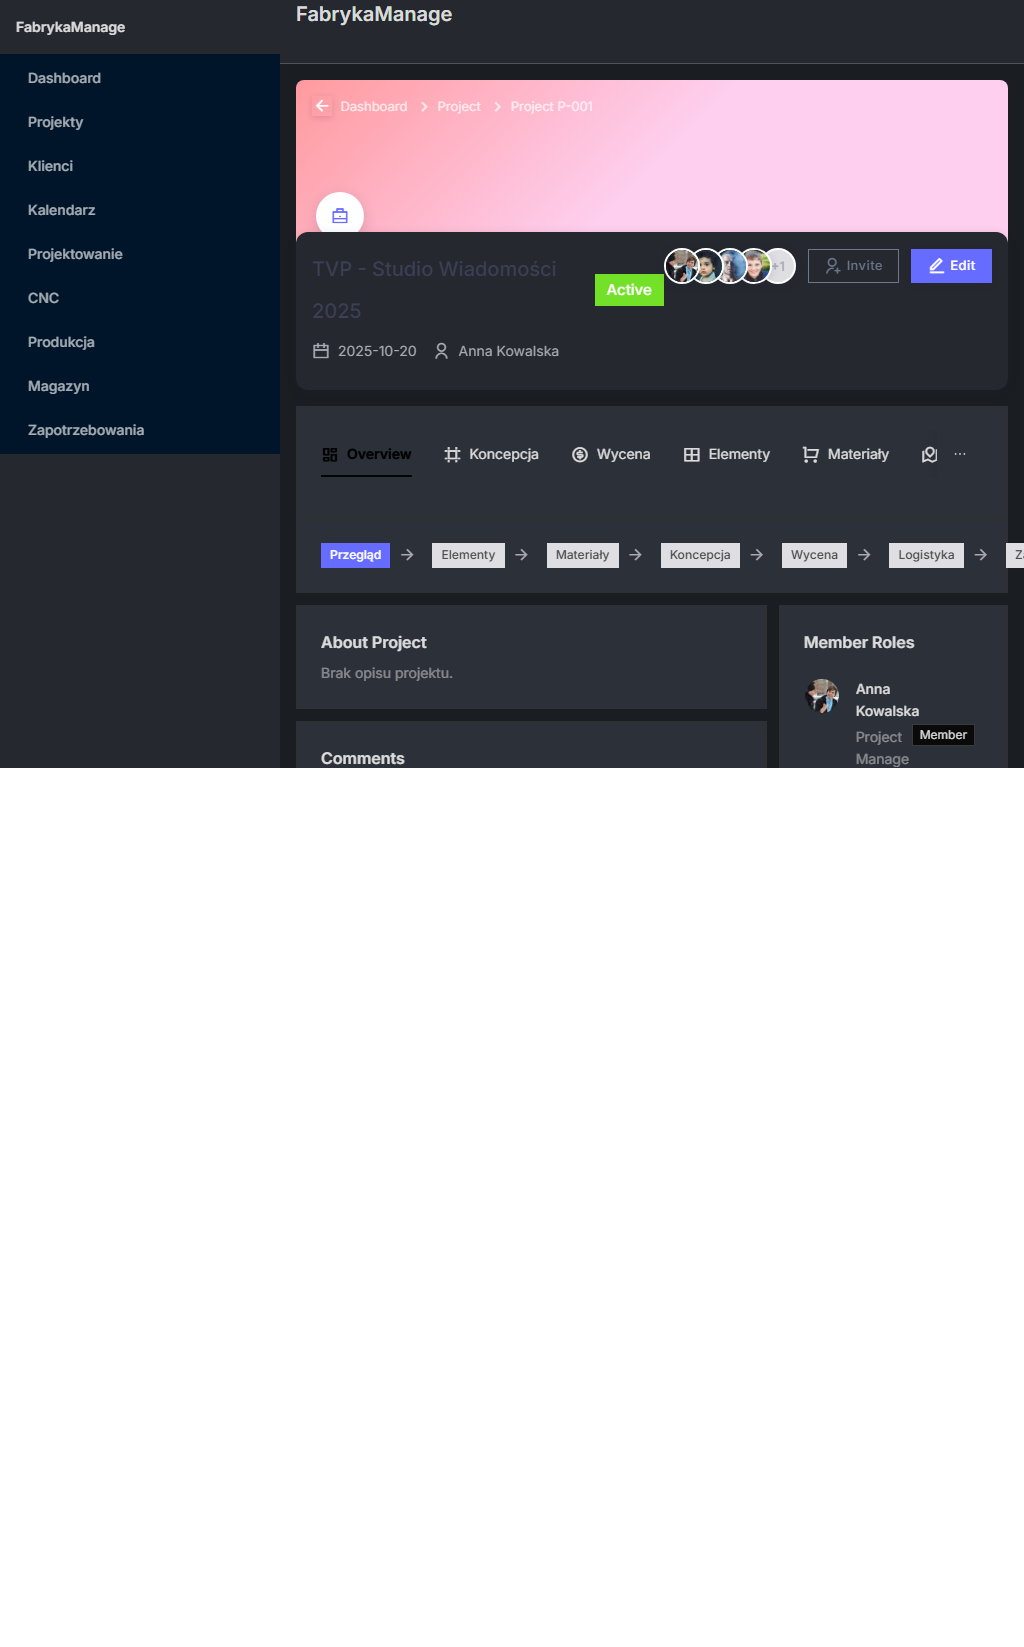 FabrykaManage
Dashboard
Projekty
Klienci
Kalendarz
Projektowanie
CNC
Produkcja
Magazyn
Zapotrzebowania
FabrykaManage
Dashboard > Project > Project P-001
TVP - Studio Wiadomości
2025
Active
+1
Invite
Edit
2025-10-20 Anna Kowalska
Overview Koncepcja Wycena Elementy Materiały ···
Przegląd → Elementy → Materiały → Koncepcja → Wycena → Logistyka →
About Project
Brak opisu projektu.
Comments
Member Roles
Anna
Kowalska
Project Member
Manage